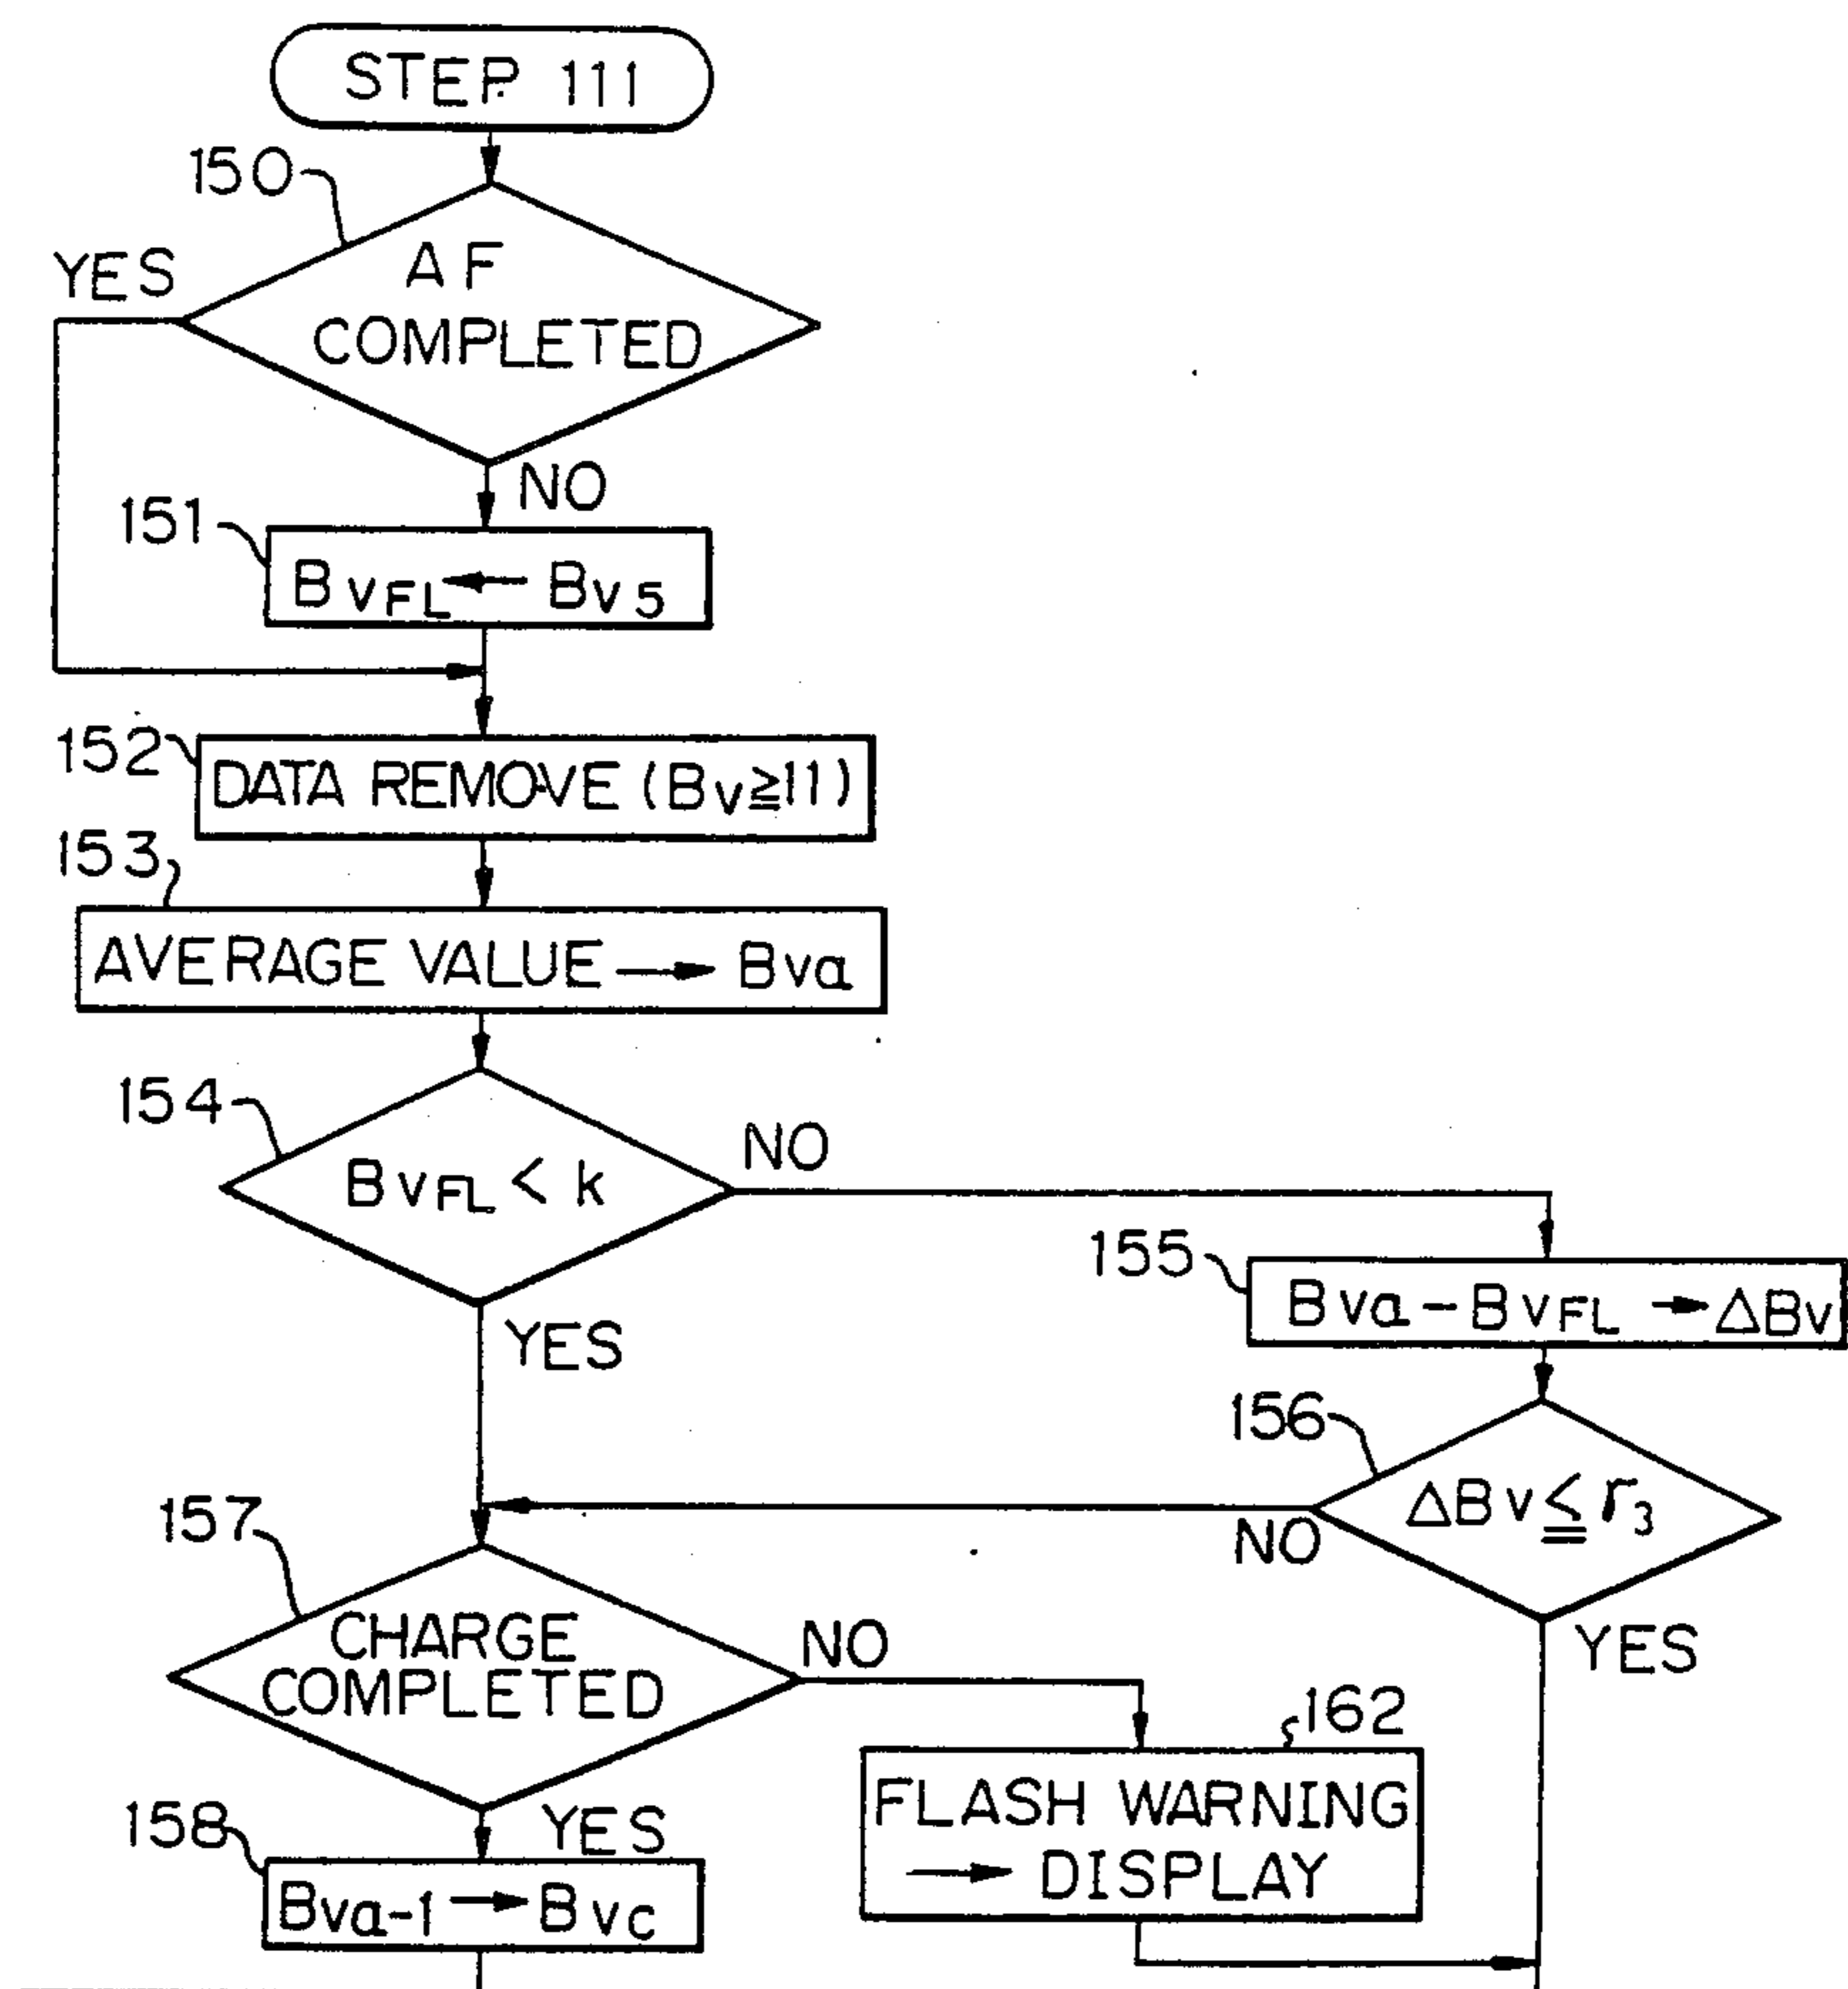 STEP 111
150
YES
AF
COMPLETED
NO
151
BvFL ← Bv5
152
DATA REMOVE (Bv≧11)
153
AVERAGE VALUE → Bva
154
BvFL < k
NO
155
Bva - BvFL → ΔBv
YES
156
ΔBv ≦ r3
NO
YES
157
CHARGE
COMPLETED
NO
162
FLASH WARNING
→ DISPLAY
YES
158
Bva-1 → Bvc